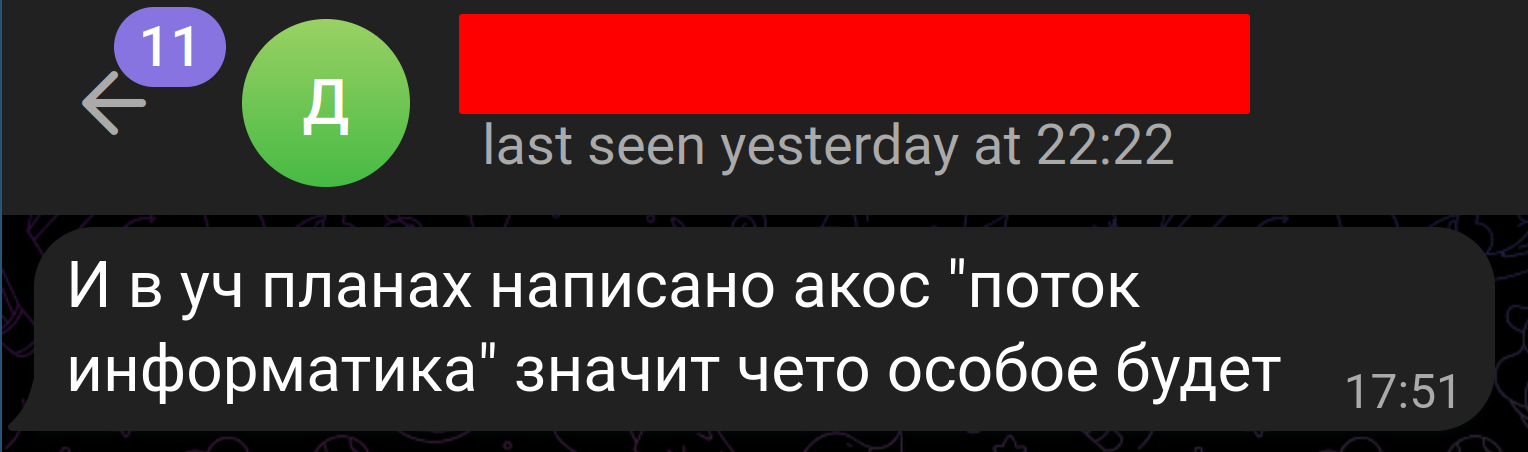 11
Д
last seen yesterday at 22:22
И в уч планах написано акос "поток
информатика" значит чето особое будет
17:51